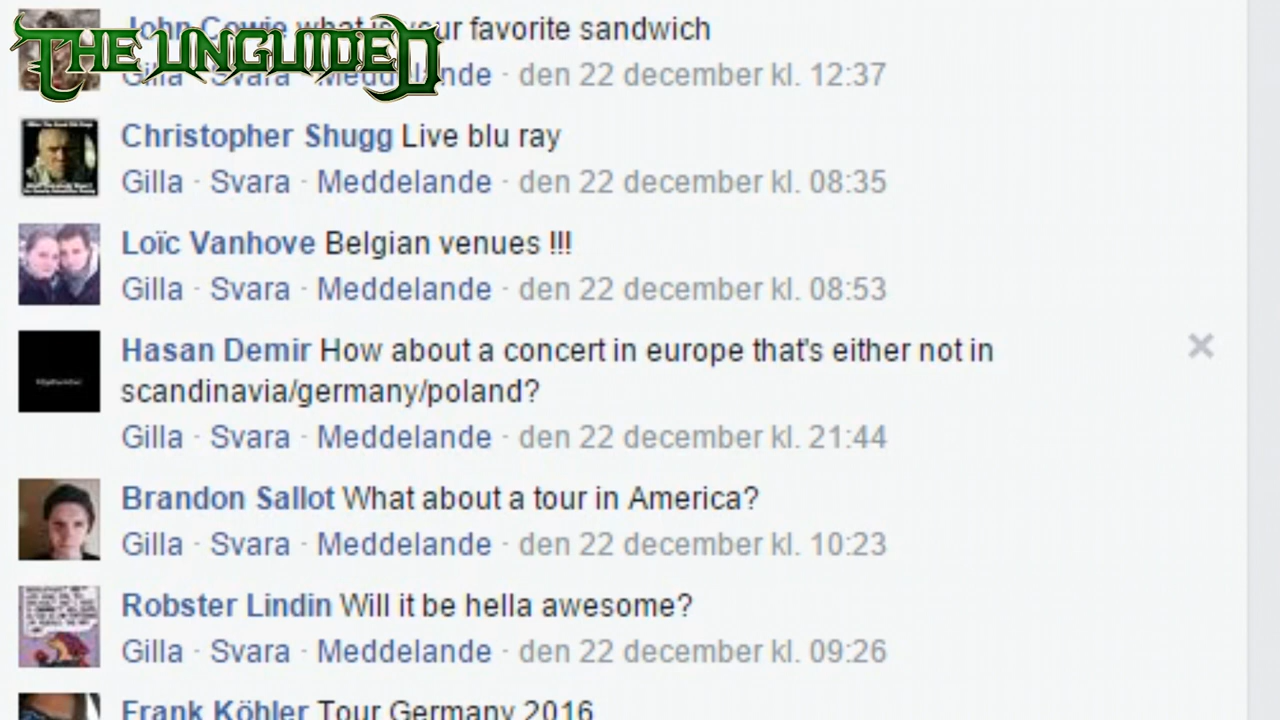 THE UNGUIDED
John Cowie what is your favorite sandwich
Gilla · Svara · Meddelande · den 22 december kl. 12:37
Christopher Shugg Live blu ray
Gilla · Svara · Meddelande · den 22 december kl. 08:35
Loïc Vanhove Belgian venues !!!
Gilla · Svara · Meddelande · den 22 december kl. 08:53
Hasan Demir How about a concert in europe that's either not in
scandinavia/germany/poland?
Gilla · Svara · Meddelande · den 22 december kl. 21:44
Brandon Sallot What about a tour in America?
Gilla · Svara · Meddelande · den 22 december kl. 10:23
Robster Lindin Will it be hella awesome?
Gilla · Svara · Meddelande · den 22 december kl. 09:26
Frank Köhler Tour Germany 2016